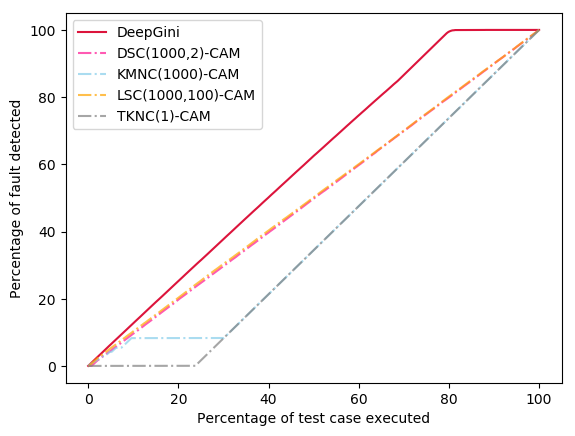 DeepGini
DSC(1000,2)-CAM
KMNC(1000)-CAM
LSC(1000,100)-CAM
TKNC(1)-CAM
100
80
60
40
20
0
Percentage of fault detected
0 20 40 60 80 100
Percentage of test case executed